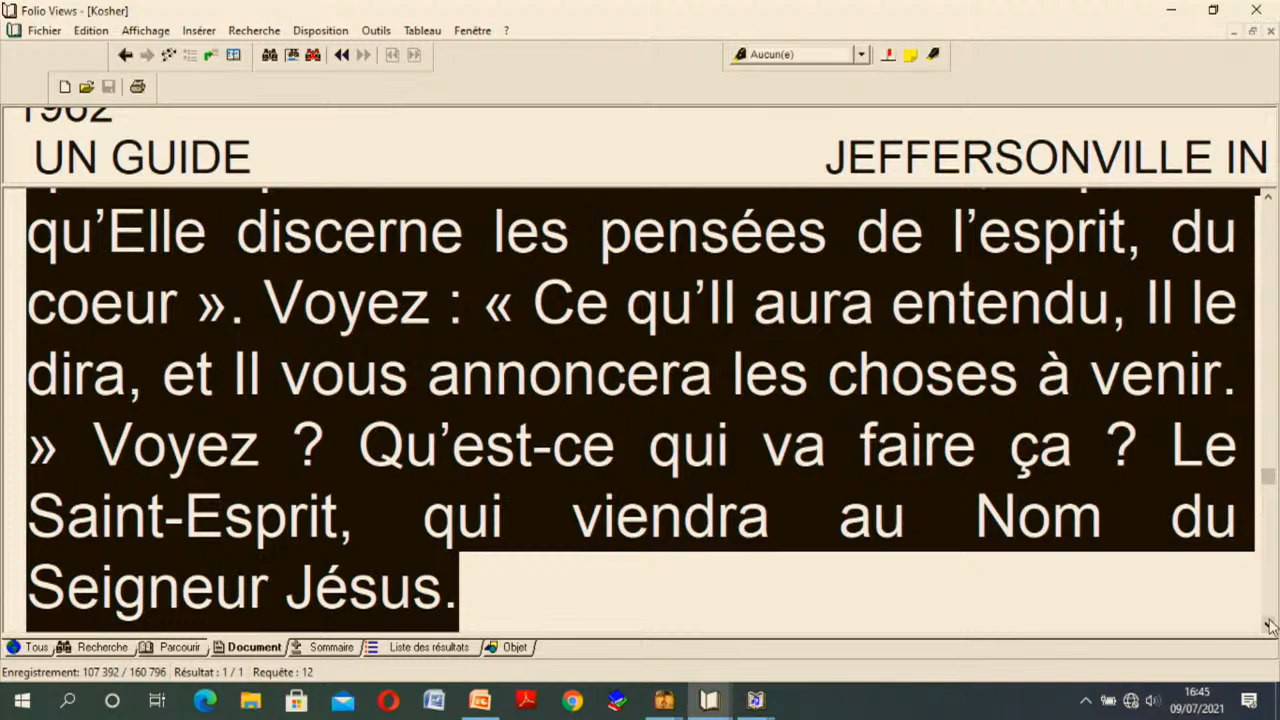 Folio Views - [Kosher]
Fichier Edition Affichage Insérer Recherche Disposition Outils Tableau Fenêtre ?
Aucun(e)
1962
UN GUIDE JEFFERSONVILLE IN
qu’Elle discerne les pensées de l’esprit, du
coeur ». Voyez : « Ce qu’Il aura entendu, Il le
dira, et Il vous annoncera les choses à venir.
» Voyez ? Qu’est-ce qui va faire ça ? Le
Saint-Esprit, qui viendra au Nom du
Seigneur Jésus.
Tous Recherche Parcourir Document Sommaire Liste des résultats Objet
Enregistrement: 107 392 / 160 796 Résultat : 1 / 1 Requête : 12
16:45
09/07/2021